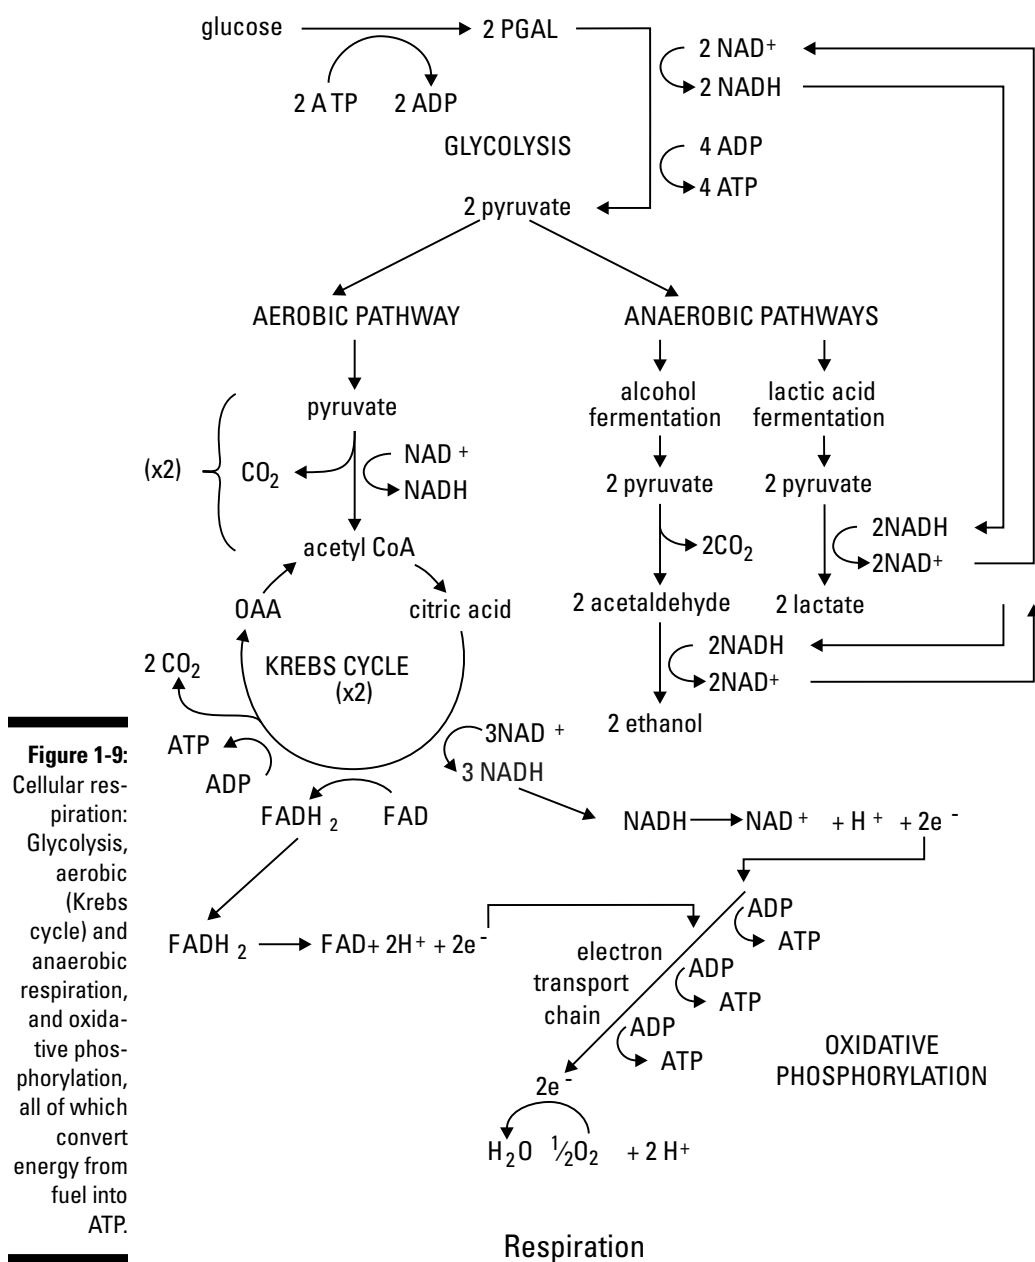 glucose
2 PGAL
2 NAD+
2 NADH
2 A TP
2 ADP
GLYCOLYSIS
4 ADP
4 ATP
2 pyruvate
AEROBIC PATHWAY
ANAEROBIC PATHWAYS
pyruvate
(x2)
CO2
NAD +
NADH
acetyl CoA
OAA
citric acid
KREBS CYCLE
(x2)
2 CO2
ATP
ADP
3NAD +
3 NADH
FADH 2
FAD
alcohol
fermentation
2 pyruvate
2CO2
2 acetaldehyde
2NADH
2NAD+
2 ethanol
lactic acid
fermentation
2 pyruvate
2NADH
2NAD+
2 lactate
NADH
NAD + + H + + 2e -
FADH 2
FAD+ 2H+ + 2e-
electron
transport
chain
ADP
ATP
ADP
ATP
ADP
ATP
OXIDATIVE
PHOSPHORYLATION
2e -
H2O ½O2 + 2 H+
Respiration
Figure 1-9:
Cellular res-
piration:
Glycolysis,
aerobic
(Krebs
cycle) and
anaerobic
respiration,
and oxida-
tive phos-
phorylation,
all of which
convert
energy from
fuel into
ATP.